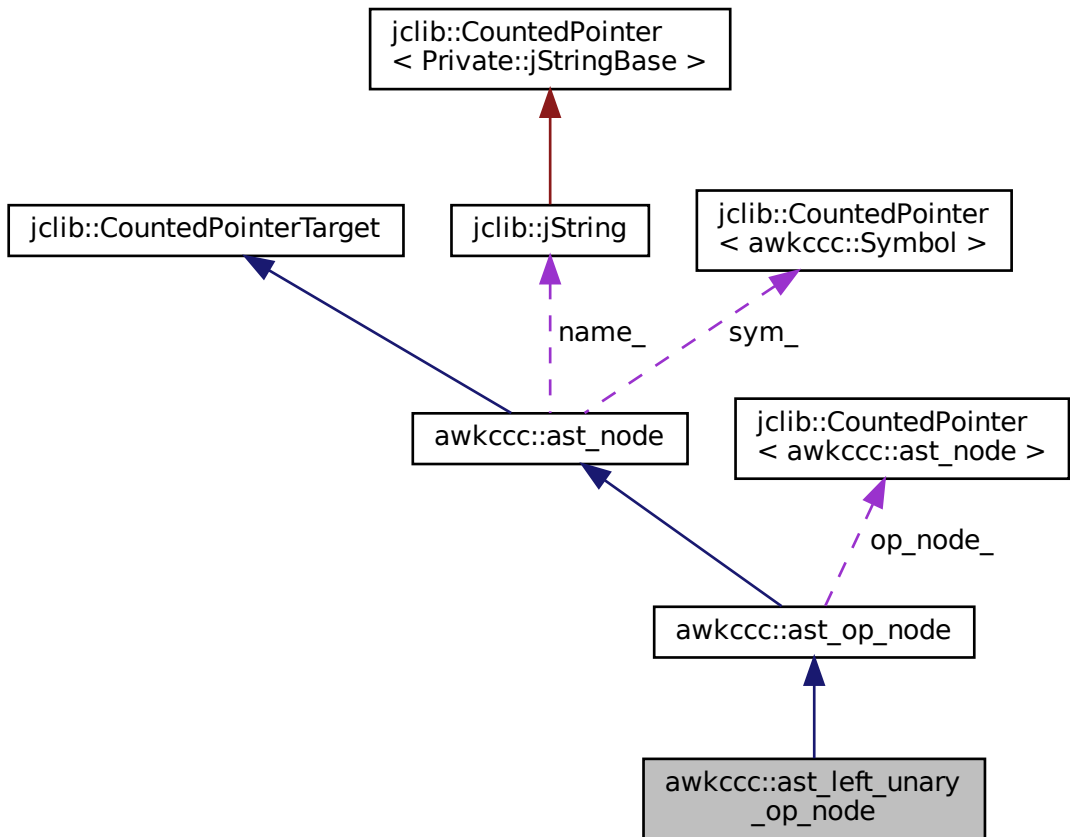 jclib::CountedPointer
< Private::jStringBase >
jclib::CountedPointerTarget
jclib::jString
jclib::CountedPointer
< awkccc::Symbol >
name_
sym_
awkccc::ast_node
jclib::CountedPointer
< awkccc::ast_node >
op_node_
awkccc::ast_op_node
awkccc::ast_left_unary
_op_node